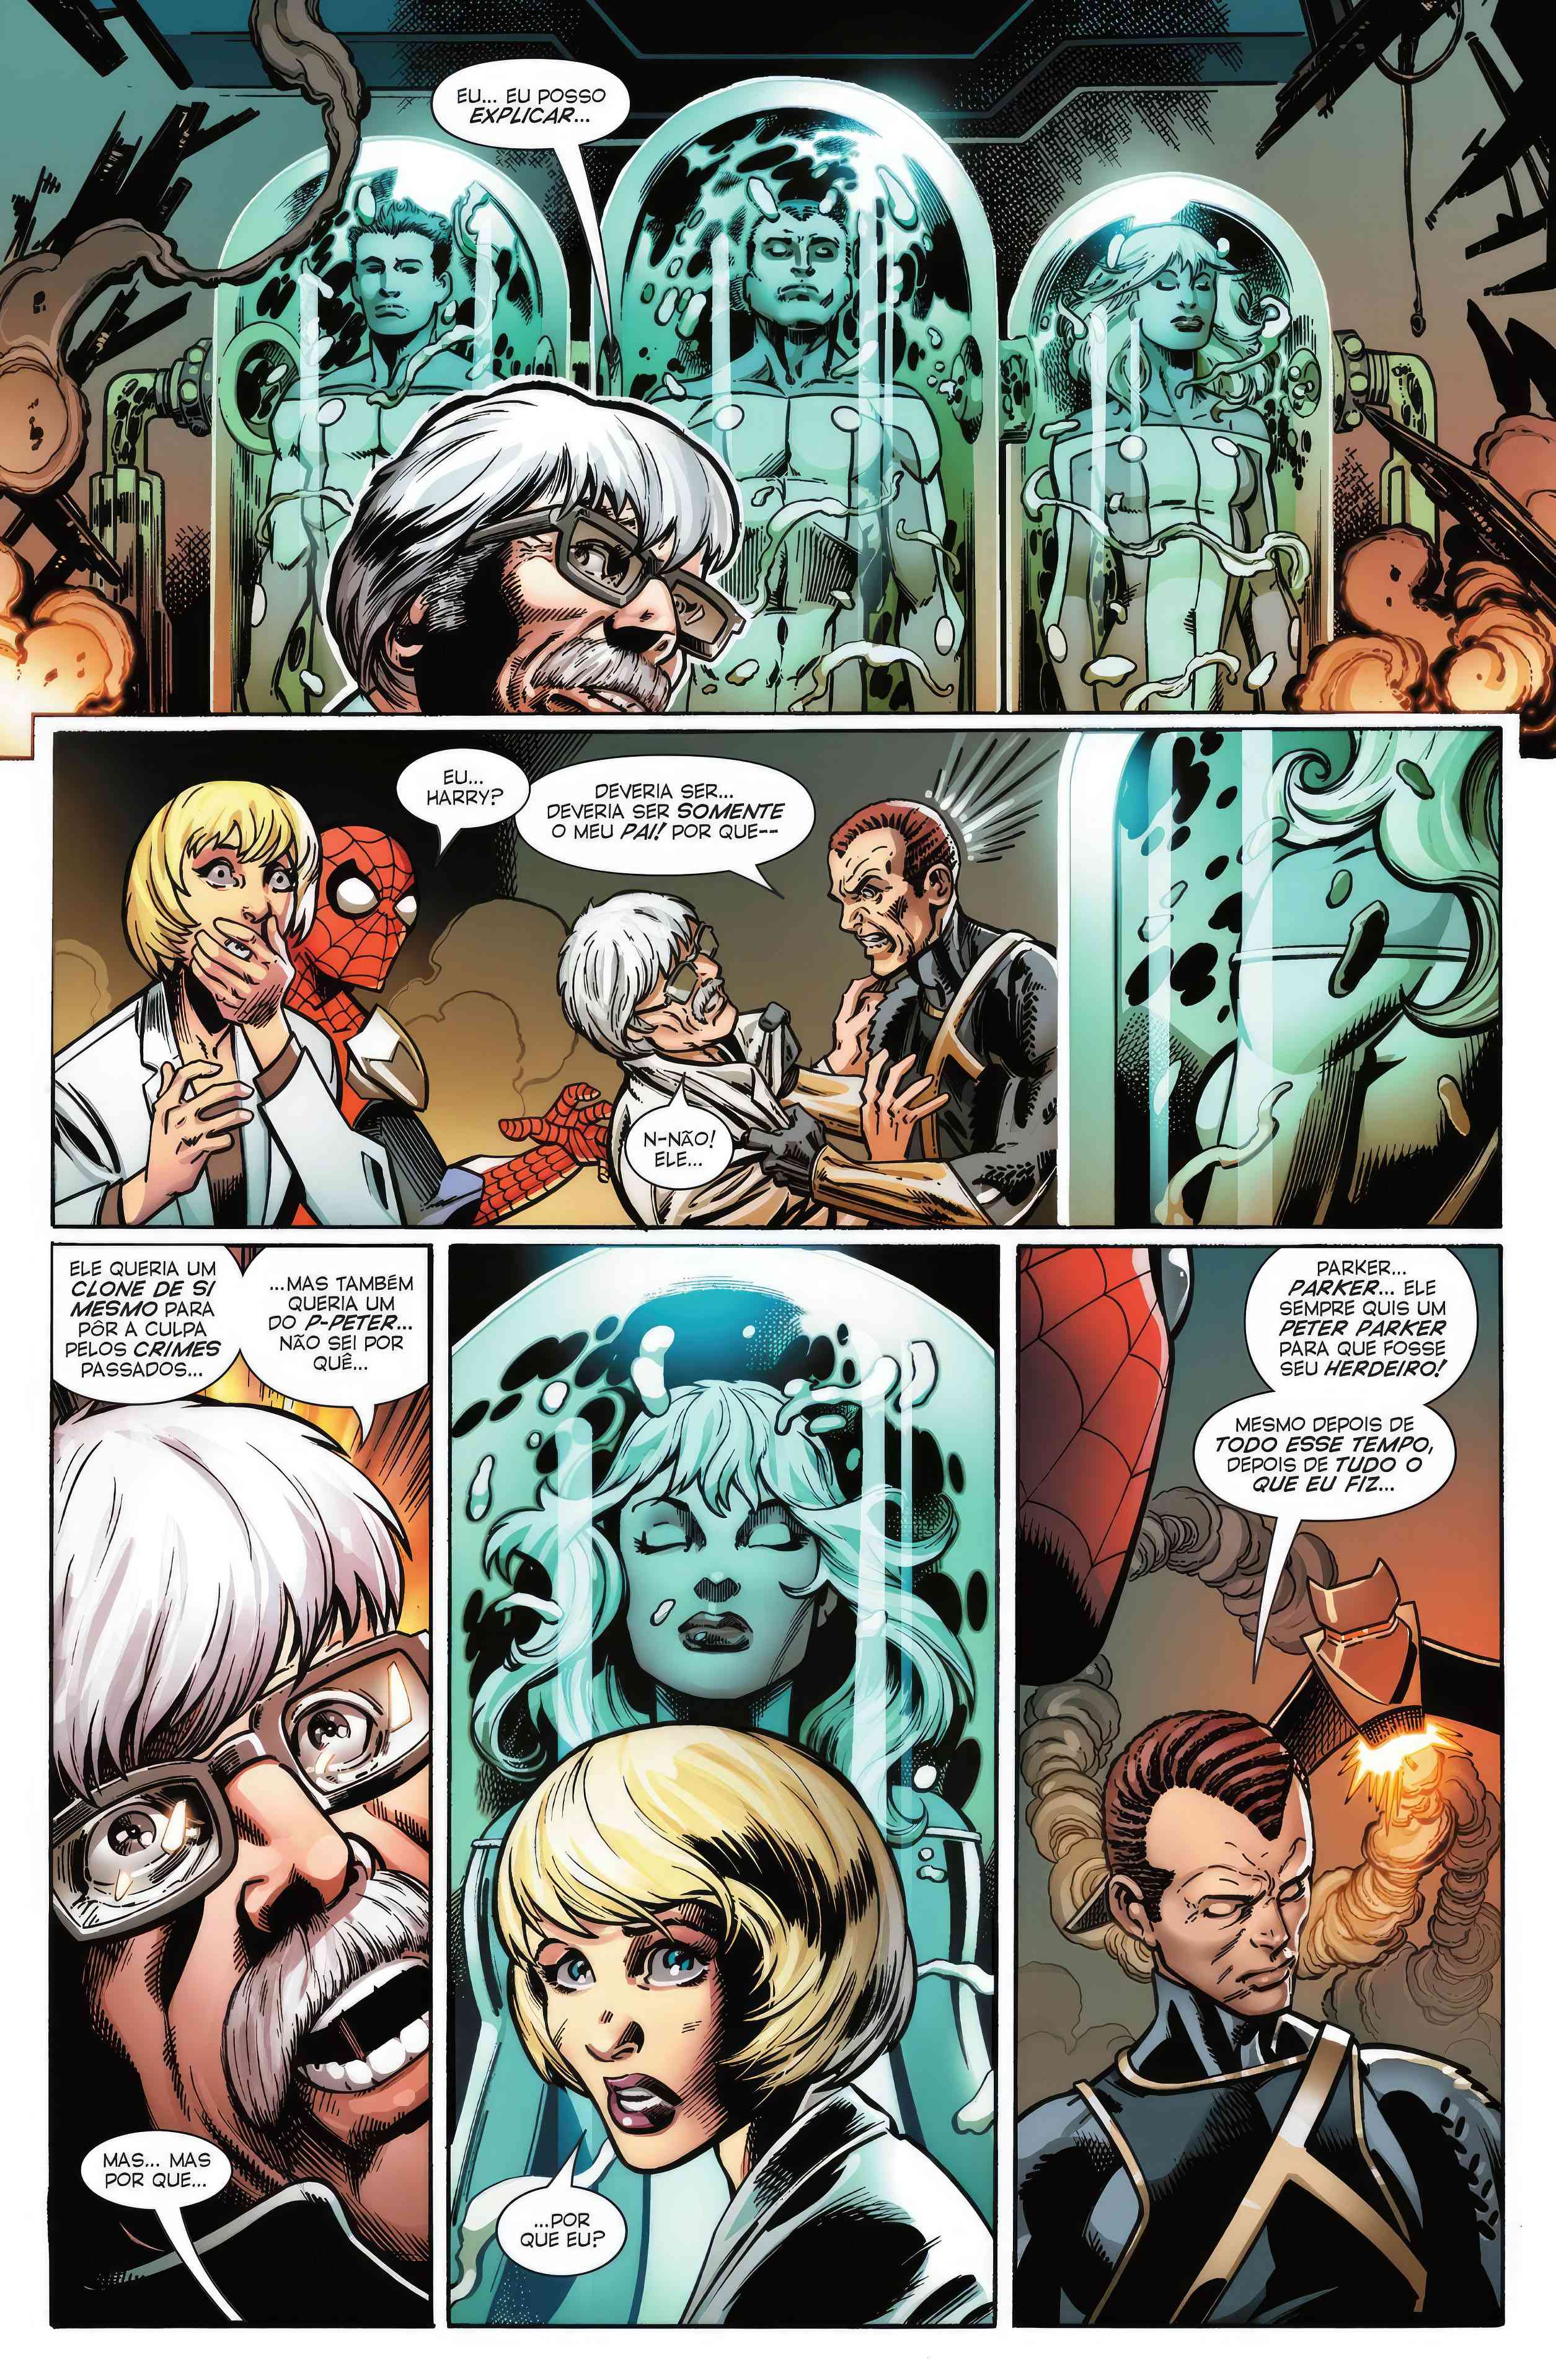 EU... EU POSSO
EXPLICAR...
EU...
HARRY?
DEVERIA SER...
DEVERIA SER SOMENTE
O MEU PAI! POR QUE--
N-NÃO!
ELE...
ELE QUERIA UM
CLONE DE SI
MESMO PARA
PÔR A CULPA
PELOS CRIMES
PASSADOS...
...MAS TAMBÉM
QUERIA UM
DO P-PETER...
NÃO SEI POR
QUÊ...
MAS... MAS
POR QUE...
...POR
QUE EU?
PARKER...
PARKER... ELE
SEMPRE QUIS UM
PETER PARKER
PARA QUE FOSSE
SEU HERDEIRO!
MESMO DEPOIS DE
TODO ESSE TEMPO,
DEPOIS DE TUDO O
QUE EU FIZ...